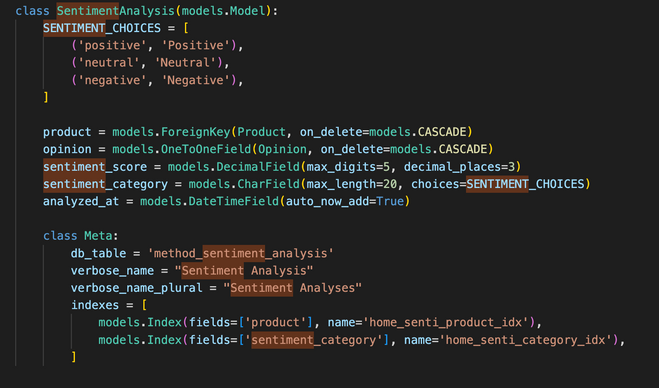 class SentimentAnalysis(models.Model):
    SENTIMENT_CHOICES = [
        ('positive', 'Positive'),
        ('neutral', 'Neutral'),
        ('negative', 'Negative'),
    ]

    product = models.ForeignKey(Product, on_delete=models.CASCADE)
    opinion = models.OneToOneField(Opinion, on_delete=models.CASCADE)
    sentiment_score = models.DecimalField(max_digits=5, decimal_places=3)
    sentiment_category = models.CharField(max_length=20, choices=SENTIMENT_CHOICES)
    analyzed_at = models.DateTimeField(auto_now_add=True)

    class Meta:
        db_table = 'method_sentiment_analysis'
        verbose_name = "Sentiment Analysis"
        verbose_name_plural = "Sentiment Analyses"
        indexes = [
            models.Index(fields=['product'], name='home_senti_product_idx'),
            models.Index(fields=['sentiment_category'], name='home_senti_category_idx'),
        ]